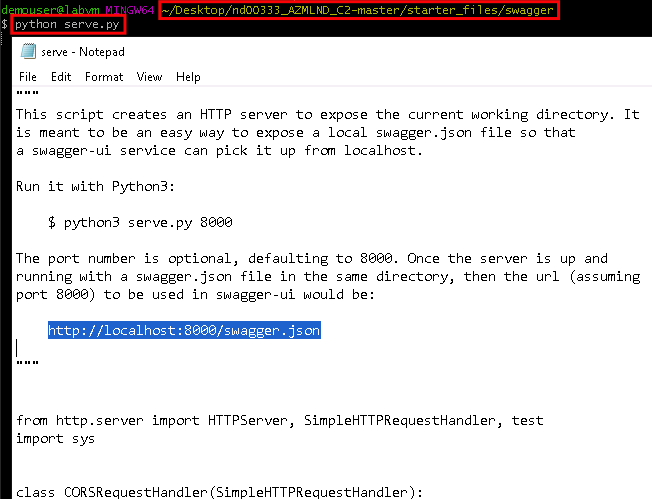 demouser@labvm MINGW64 ~/Desktop/nd00333_AZMLND_C2-master/starter_files/swagger
$ python serve.py
serve - Notepad
File Edit Format View Help
"""
This script creates an HTTP server to expose the current working directory. It
is meant to be an easy way to expose a local swagger.json file so that
a swagger-ui service can pick it up from localhost.
Run it with Python3:
$ python3 serve.py 8000
The port number is optional, defaulting to 8000. Once the server is up and
running with a swagger.json file in the same directory, then the url (assuming
port 8000) to be used in swagger-ui would be:
http://localhost:8000/swagger.json
"""
from http.server import HTTPServer, SimpleHTTPRequestHandler, test
import sys
class CORSRequestHandler(SimpleHTTPRequestHandler):